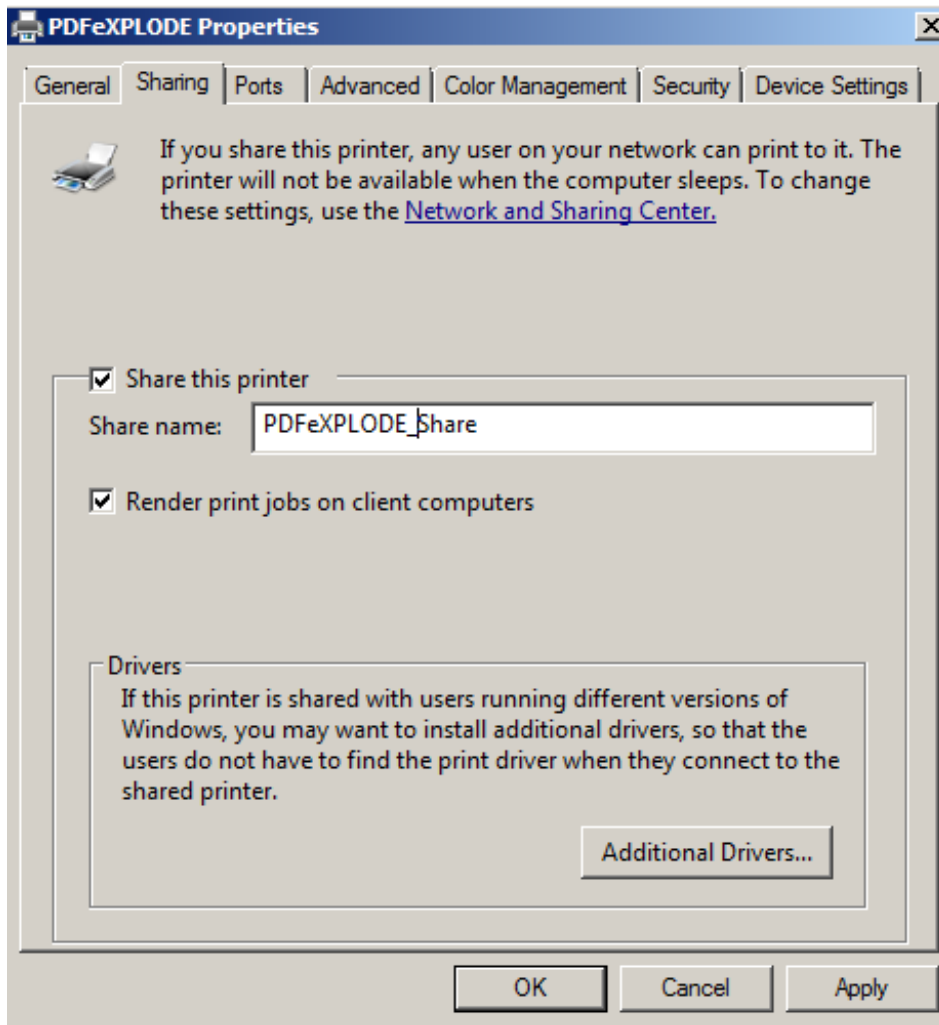 PDFeXPLODE Properties
General Sharing Ports Advanced Color Management Security Device Settings
If you share this printer, any user on your network can print to it. The
printer will not be available when the computer sleeps. To change
these settings, use the Network and Sharing Center.
Share this printer
Share name: PDFeXPLODE_Share
Render print jobs on client computers
Drivers
If this printer is shared with users running different versions of
Windows, you may want to install additional drivers, so that the
users do not have to find the print driver when they connect to the
shared printer.
Additional Drivers...
OK Cancel Apply